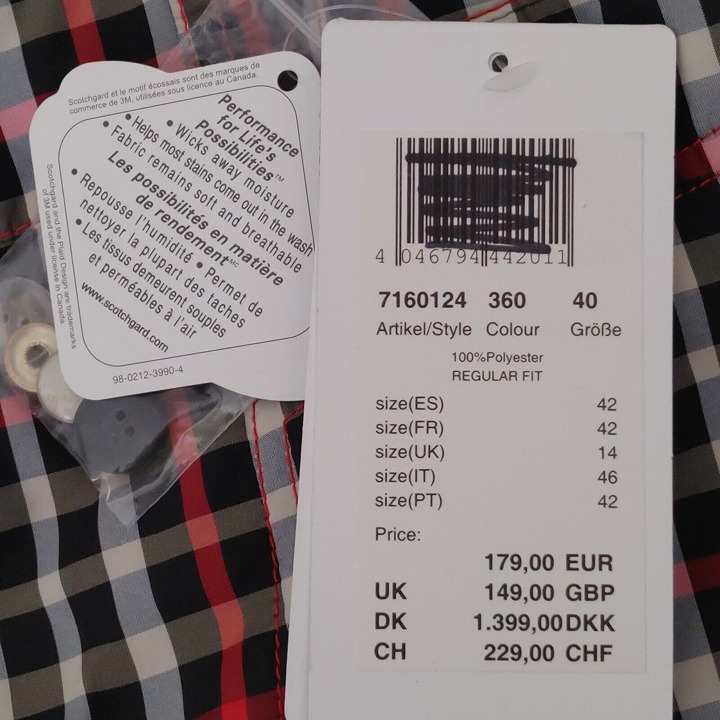 Scotchgard et le motif écossais sont des marques de
commerce de 3M, utilisées sous licence au Canada.
Performance
for Life's
Possibilities™
• Wicks away moisture
• Helps most stains come out in the wash
• Fabric remains soft and breathable
Les possibilités en matière
de rendement MC
• Repousse l'humidité • Permet de
nettoyer la plupart des taches
• Les tissus demeurent souples
et perméables à l'air
www.scotchgard.com
Scotchgard and the Plaid Design are trademarks
of 3M used under license in Canada.
98-0212-3990-4
4 046794 442011
7160124 360 40
Artikel/Style Colour Größe
100%Polyester
REGULAR FIT
size(ES) 42
size(FR) 42
size(UK) 14
size(IT) 46
size(PT) 42
Price:
179,00 EUR
UK 149,00 GBP
DK 1.399,00DKK
CH 229,00 CHF